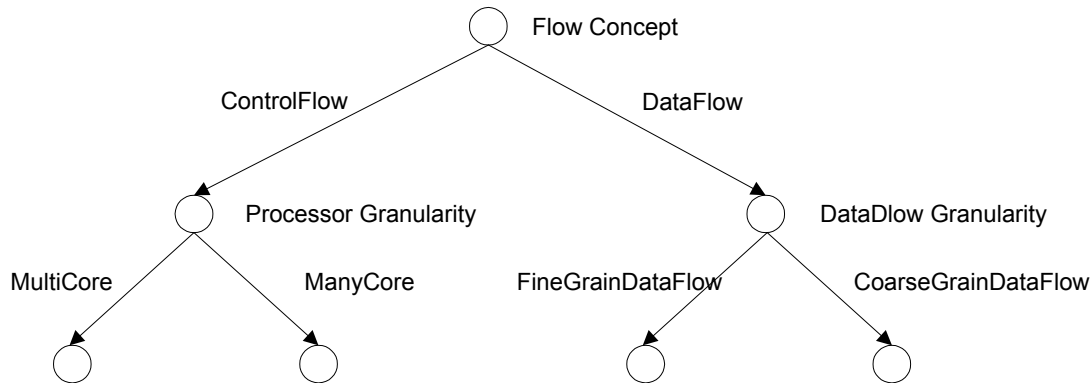 Flow Concept
ControlFlow
DataFlow
Processor Granularity
DataDlow Granularity
MultiCore
ManyCore
FineGrainDataFlow
CoarseGrainDataFlow